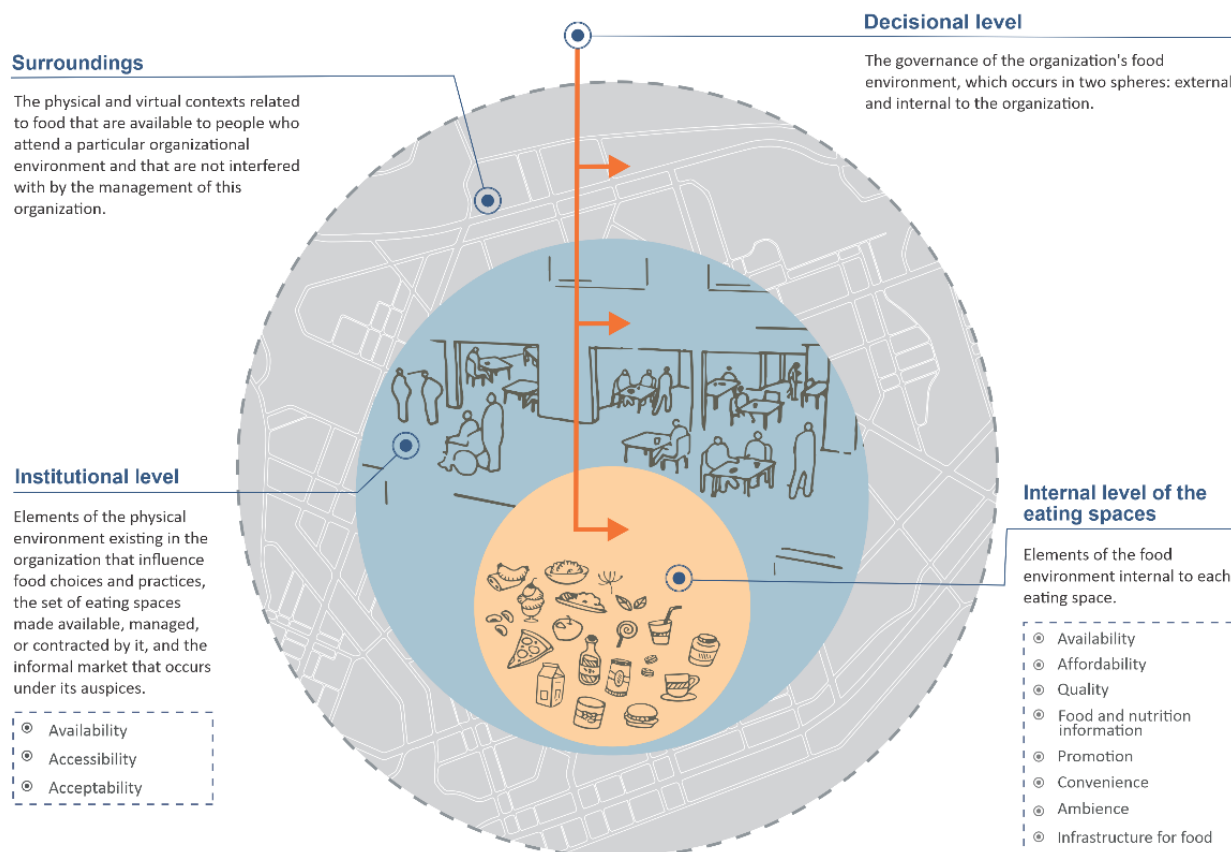 Decisional level
The governance of the organization's food
environment, which occurs in two spheres: external
and internal to the organization.
Surroundings
The physical and virtual contexts related
to food that are available to people who
attend a particular organizational
environment and that are not interfered
with by the management of this
organization.
Institutional level
Elements of the physical
environment existing in the
organization that influence
food choices and practices,
the set of eating spaces
made available, managed,
or contracted by it, and the
informal market that occurs
under its auspices.
Availability
Accessibility
Acceptability
Internal level of the
eating spaces
Elements of the food
environment internal to each
eating space.
Availability
Affordability
Quality
Food and nutrition
information
Promotion
Convenience
Ambience
Infrastructure for food